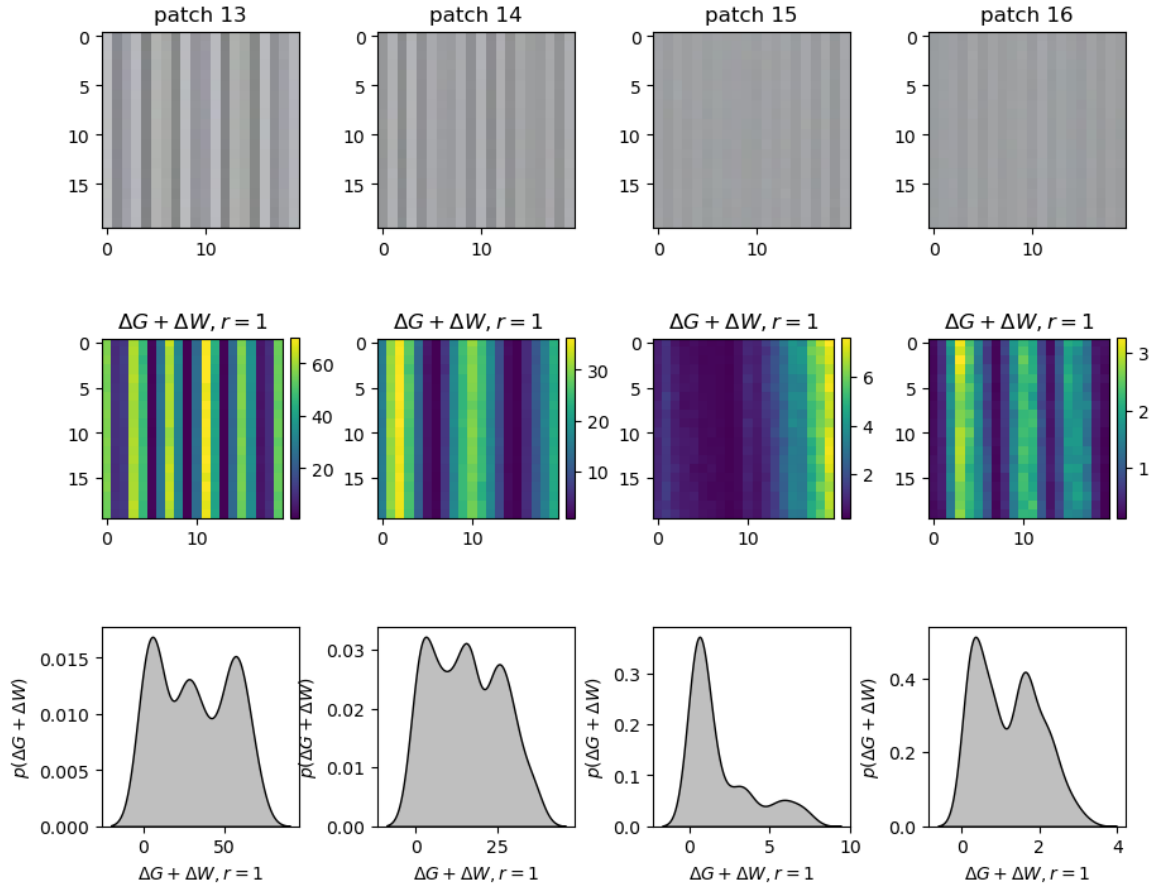 patch 13 patch 14 patch 15 patch 16
0 0 0 0
5 5 5 5
10 10 10 10
15 15 15 15
0 10 0 10 0 10 0 10
ΔG + ΔW, r = 1 ΔG + ΔW, r = 1 ΔG + ΔW, r = 1 ΔG + ΔW, r = 1
0 60 0 30 0 6 0 3
5 40 5 20 5 4 5 2
10 10 10 10
15 20 15 10 15 2 15 1
0 10 0 10 0 10 0 10
p(ΔG + ΔW) p(ΔG + ΔW) p(ΔG + ΔW) p(ΔG + ΔW)
0.015 0.03 0.3 0.4
0.010 0.02 0.2 0.2
0.005 0.01 0.1
0.000 0.00 0.0 0.0
0 50 0 25 0 5 10 0 2 4
ΔG + ΔW, r = 1 ΔG + ΔW, r = 1 ΔG + ΔW, r = 1 ΔG + ΔW, r = 1